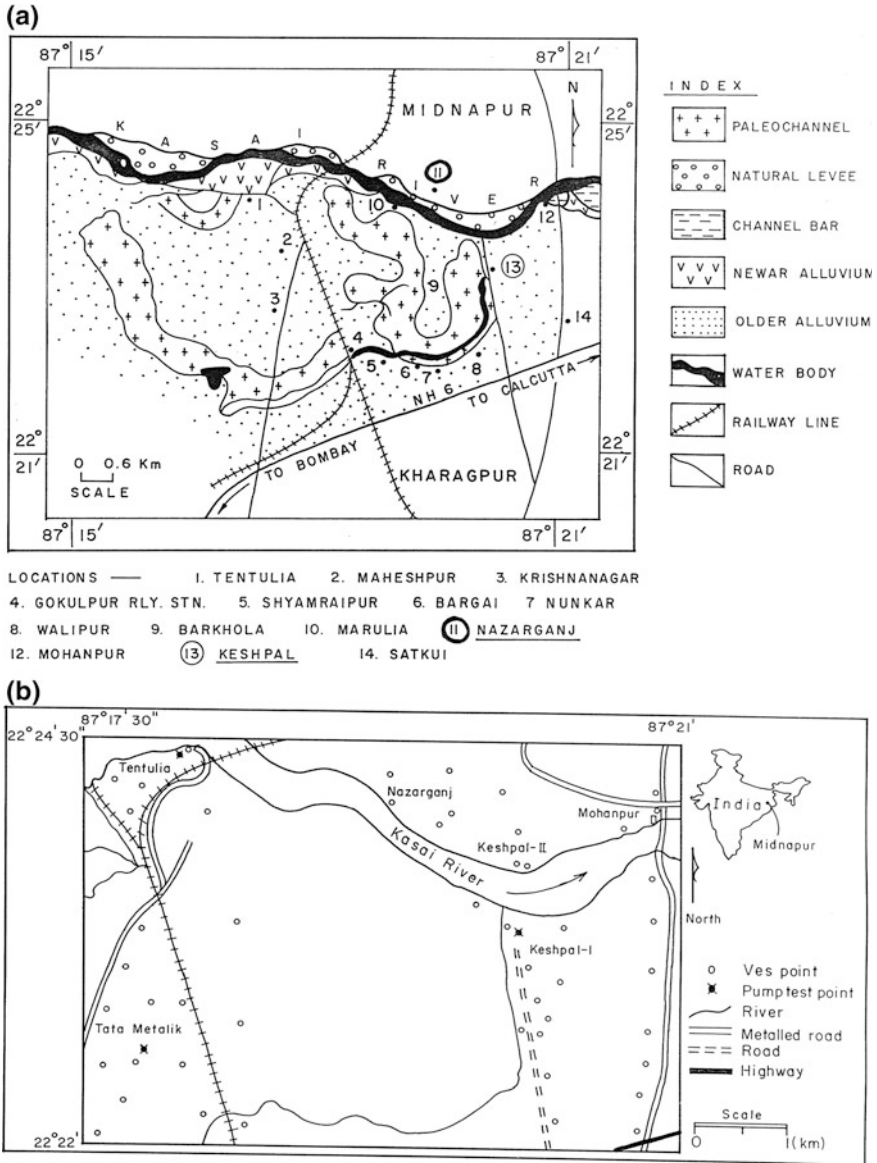 (a)
87° 15' 87° 21'
22° 25' 22° 25'
N
MIDNAPUR
KASAI RIVER
11
1
10
12
2
13
9
3
14
4
5
6
7
8
NH 6
TO CALCUTTA
22° 21' 22° 21'
TO BOMBAY
KHARAGPUR
0 0.6 Km
SCALE
87° 15' 87° 21'
INDEX
PALEOCHANNEL
NATURAL LEVEE
CHANNEL BAR
NEWAR ALLUVIUM
OLDER ALLUVIUM
WATER BODY
RAILWAY LINE
ROAD
LOCATIONS — 1. TENTULIA 2. MAHESHPUR 3. KRISHNANAGAR
4. GOKULPUR RLY. STN. 5. SHYAMRAIPUR 6. BARGAI 7 NUNKAR
8. WALIPUR 9. BARKHOLA 10. MARULIA 11 NAZARGANJ
12. MOHANPUR 13 KESHPAL 14. SATKUI
(b)
87° 17' 30" 87° 21'
22° 24' 30"
Tentulia
Nazarganj
Mohanpur
Keshpal-II
Kasai River
Keshpal-I
Tata Metalik
22° 22'
India
Midnapur
North
Ves point
Pumptest point
River
Metalled road
Road
Highway
Scale
0 1(km)